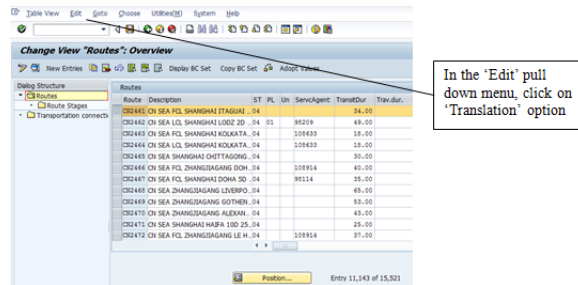 Table View Edit Goto Choose Utilities(M) System Help
Change View "Routes": Overview
New Entries Display BC Set Copy BC Set Adopt Values
Dialog Structure
Routes
Route Stages
Transportation connecti
Routes
Route Description ST PL Un ServcAgent TransitDur Trav.dur.
CN2461 CN SEA FCL SHANGHAI ITAGUAI .. 04 34.00
CN2462 CN SEA LCL SHANGHAI LODZ 2D .. 04 01 98209 49.00
CN2463 CN SEA FCL SHANGHAI KOLKATA.. 04 108633 18.00
CN2464 CN SEA LCL SHANGHAI KOLKATA.. 04 108633 18.00
CN2465 CN SEA SHANGHAI CHITTAGONG.. 04 30.00
CN2466 CN SEA FCL ZHANGJIAGANG DOH.. 04 108914 40.00
CN2467 CN SEA FCL SHANGHAI DOHA SD .. 04 98114 35.00
CN2468 CN SEA ZHANGJIAGANG LIVERPO.. 04 65.00
CN2469 CN SEA ZHANGJIAGANG GOTHEN.. 04 53.00
CN2470 CN SEA ZHANGJIAGANG ALEXAN.. 04 43.00
CN2471 CN SEA SHANGHAI HAIFA 10D 25.. 04 25.00
CN2472 CN SEA FCL ZHANGJIAGANG LE H.. 04 108914 37.00
Position... Entry 11,143 of 15,521
In the ‘Edit’ pull
down menu, click on
‘Translation’ option